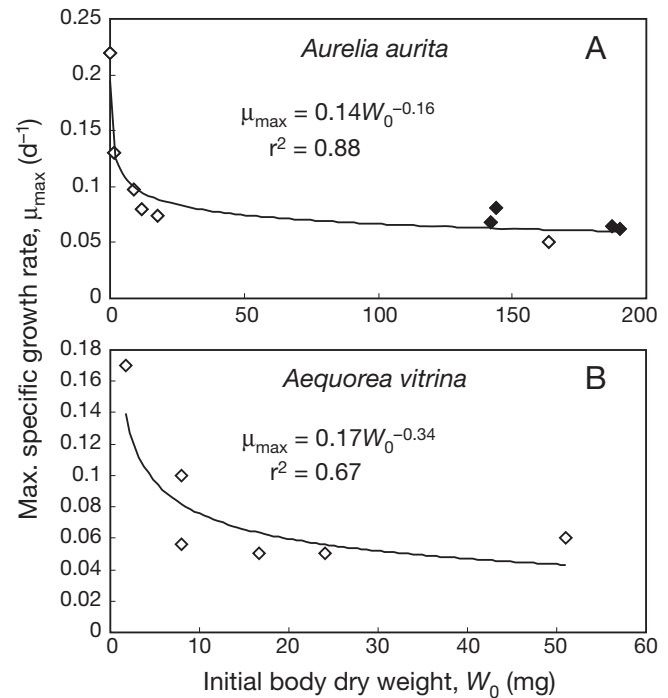 Aurelia aurita
A
μmax = 0.14W0^−0.16
r² = 0.88
0.25
0.2
0.15
0.1
0.05
0
0 50 100 150 200
Aequorea vitrina
B
μmax = 0.17W0^−0.34
r² = 0.67
0.18
0.16
0.14
0.12
0.1
0.08
0.06
0.04
0.02
0
0 10 20 30 40 50 60
Max. specific growth rate, μmax (d⁻¹)
Initial body dry weight, W0 (mg)